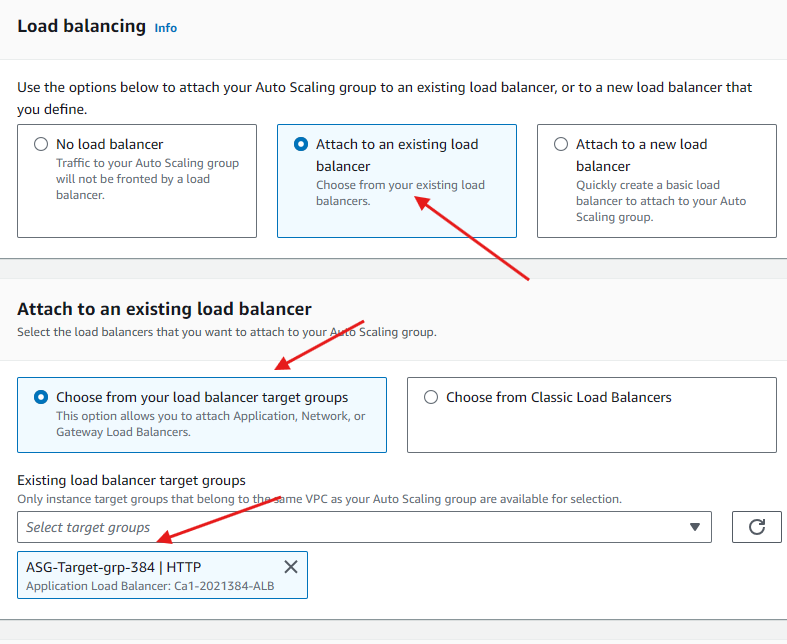 Load balancing Info
Use the options below to attach your Auto Scaling group to an existing load balancer, or to a new load balancer that
you define.
No load balancer
Traffic to your Auto Scaling group
will not be fronted by a load
balancer.
Attach to an existing load
balancer
Choose from your existing load
balancers.
Attach to a new load
balancer
Quickly create a basic load
balancer to attach to your Auto
Scaling group.
Attach to an existing load balancer
Select the load balancers that you want to attach to your Auto Scaling group.
Choose from your load balancer target groups
This option allows you to attach Application, Network, or
Gateway Load Balancers.
Choose from Classic Load Balancers
Existing load balancer target groups
Only instance target groups that belong to the same VPC as your Auto Scaling group are available for selection.
Select target groups
ASG-Target-grp-384 | HTTP
Application Load Balancer: Ca1-2021384-ALB